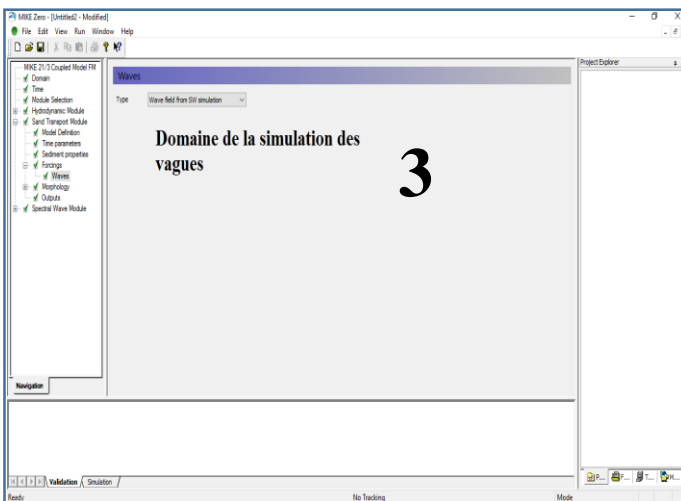 MIKE Zero - [Untitled2 - Modified]
File Edit View Run Window Help
MIKE 21/3 Coupled Model FM
Domain
Time
Module Selection
Hydrodynamic Module
Sand Transport Module
Model Definition
Time parameters
Sediment properties
Forcings
Waves
Morphology
Outputs
Spectral Wave Module
Navigation
Waves
Type Wave field from SW simulation
Domaine de la simulation des
vagues
3
Project Explorer
P... F... T... M...
Validation Simulation
Ready No Tracking Mode